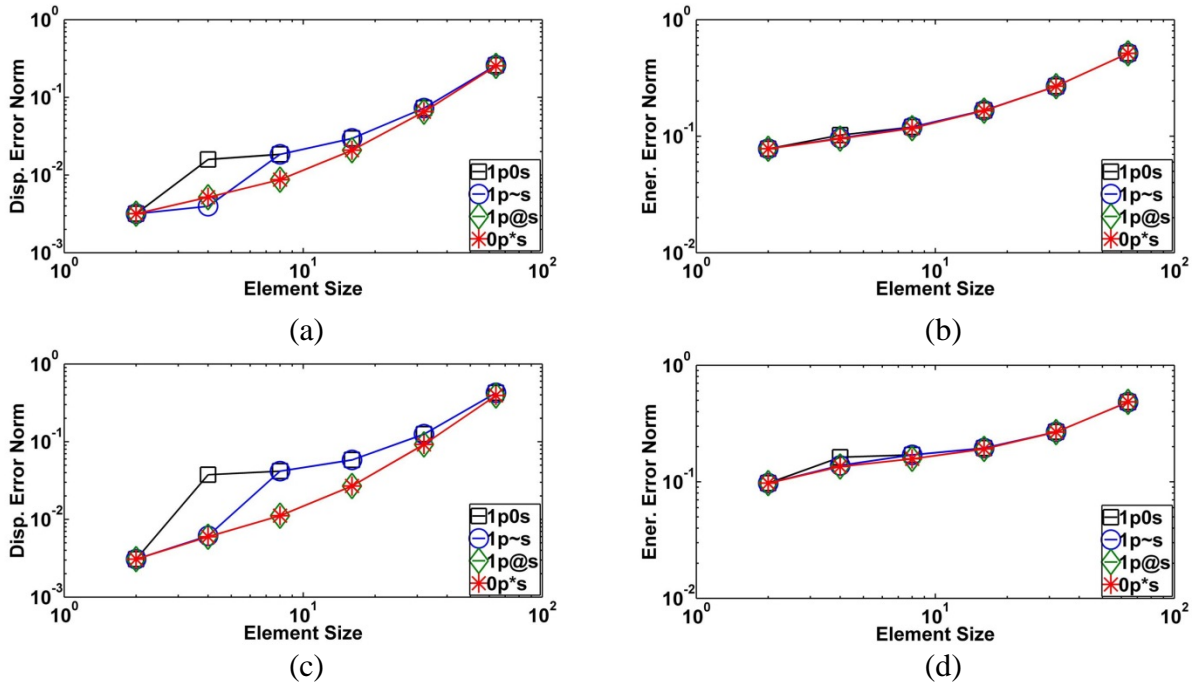 10^0
10^-1
10^-2
10^-3
Disp. Error Norm
1p0s
1p~s
1p@s
0p*s
10^0 10^1 10^2
Element Size
(a)
10^0
10^-1
10^-2
Ener. Error Norm
1p0s
1p~s
1p@s
0p*s
10^0 10^1 10^2
Element Size
(b)
10^0
10^-1
10^-2
10^-3
Disp. Error Norm
1p0s
1p~s
1p@s
0p*s
10^0 10^1 10^2
Element Size
(c)
10^0
10^-1
10^-2
Ener. Error Norm
1p0s
1p~s
1p@s
0p*s
10^0 10^1 10^2
Element Size
(d)